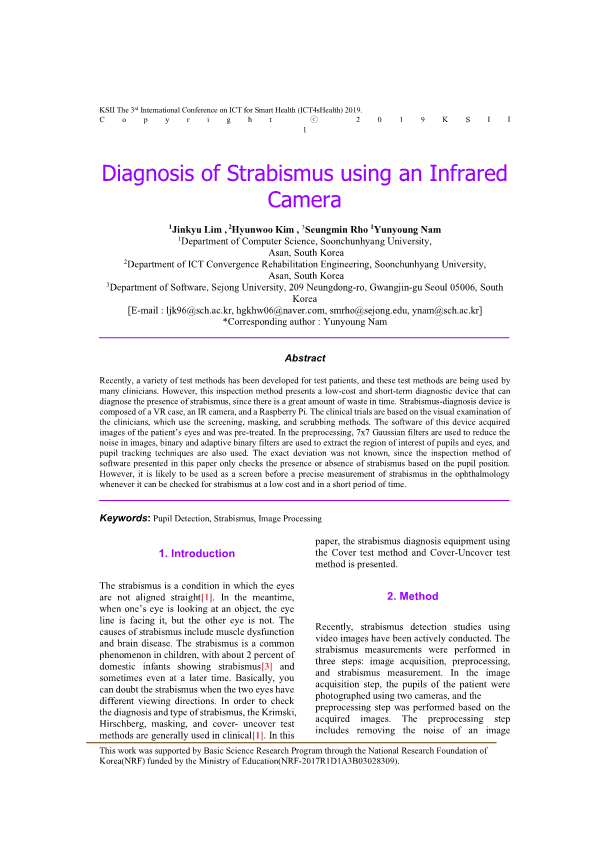 KSII The 3rd International Conference on ICT for Smart Health (ICT4sHealth) 2019.
C o p y r i g h t ⓒ 2 0 1 9 K S I I
1
Diagnosis of Strabismus using an Infrared
Camera
1Jinkyu Lim , 2Hyunwoo Kim , 3Seungmin Rho 1Yunyoung Nam
1Department of Computer Science, Soonchunhyang University,
Asan, South Korea
2Department of ICT Convergence Rehabilitation Engineering, Soonchunhyang University,
Asan, South Korea
3Department of Software, Sejong University, 209 Neungdong-ro, Gwangjin-gu Seoul 05006, South
Korea
[E-mail : ljk96@sch.ac.kr, hgkhw06@naver.com, smrho@sejong.edu, ynam@sch.ac.kr]
*Corresponding author : Yunyoung Nam
Abstract
Recently, a variety of test methods has been developed for test patients, and these test methods are being used by
many clinicians. However, this inspection method presents a low-cost and short-term diagnostic device that can
diagnose the presence of strabismus, since there is a great amount of waste in time. Strabismus-diagnosis device is
composed of a VR case, an IR camera, and a Raspberry Pi. The clinical trials are based on the visual examination of
the clinicians, which use the screening, masking, and scrubbing methods. The software of this device acquired
images of the patient's eyes and was pre-treated. In the preprocessing, 7x7 Gaussian filters are used to reduce the
noise in images, binary and adaptive binary filters are used to extract the region of interest of pupils and eyes, and
pupil tracking techniques are also used. The exact deviation was not known, since the inspection method of
software presented in this paper only checks the presence or absence of strabismus based on the pupil position.
However, it is likely to be used as a screen before a precise measurement of strabismus in the ophthalmology
whenever it can be checked for strabismus at a low cost and in a short period of time.
Keywords: Pupil Detection, Strabismus, Image Processing
1. Introduction
The strabismus is a condition in which the eyes
are not aligned straight[1]. In the meantime,
when one's eye is looking at an object, the eye
line is facing it, but the other eye is not. The
causes of strabismus include muscle dysfunction
and brain disease. The strabismus is a common
phenomenon in children, with about 2 percent of
domestic infants showing strabismus[3] and
sometimes even at a later time. Basically, you
can doubt the strabismus when the two eyes have
different viewing directions. In order to check
the diagnosis and type of strabismus, the Krimski,
Hirschberg, masking, and cover- uncover test
methods are generally used in clinical[1]. In this
paper, the strabismus diagnosis equipment using
the Cover test method and Cover-Uncover test
method is presented.
2. Method
Recently, strabismus detection studies using
video images have been actively conducted. The
strabismus measurements were performed in
three steps: image acquisition, preprocessing,
and strabismus measurement. In the image
acquisition step, the pupils of the patient were
photographed using two cameras, and the
preprocessing step was performed based on the
acquired images. The preprocessing step
includes removing the noise of an image
This work was supported by Basic Science Research Program through the National Research Foundation of
Korea(NRF) funded by the Ministry of Education(NRF-2017R1D1A3B03028309).